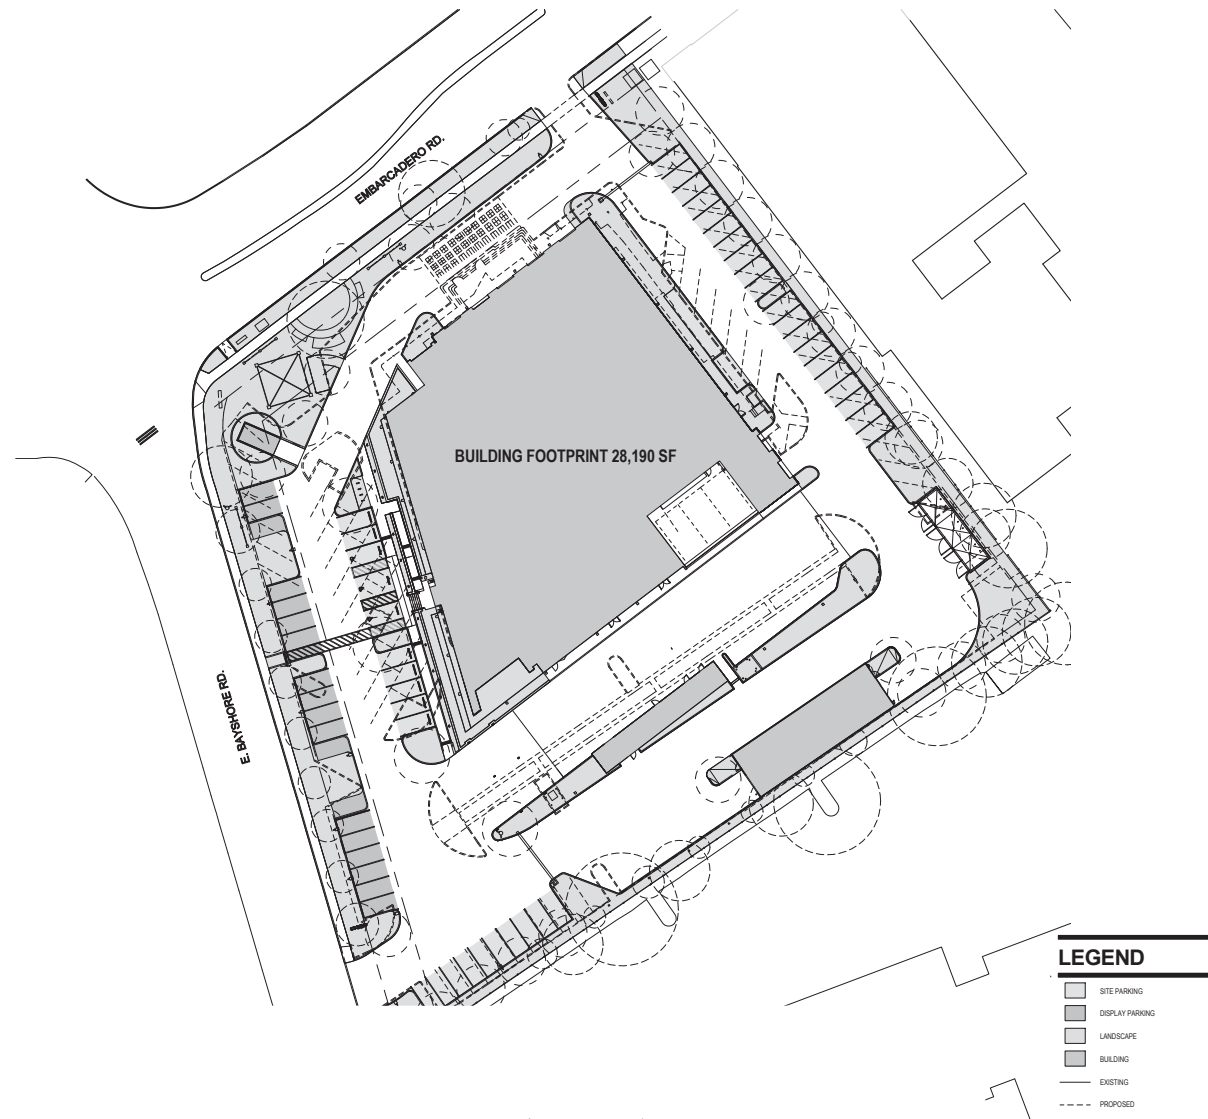 EMBARCADERO RD.
BUILDING FOOTPRINT 28,190 SF
E. BAYSHORE RD.
LEGEND
SITE PARKING
DISPLAY PARKING
LANDSCAPE
BUILDING
EXISTING
PROPOSED